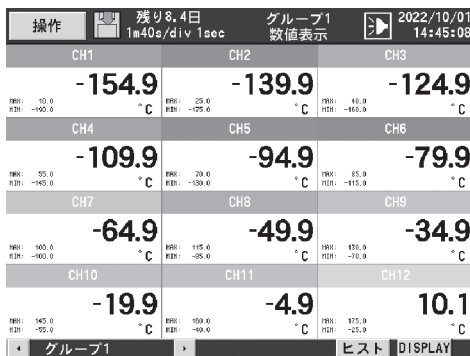 操作
残り8.4日
1m40s/div 1sec
グループ1
数値表示
2022/10/01
14:45:08
CH1
CH2
CH3
-154.9
-139.9
-124.9
MAX: 10.0
MIN: -190.0
°C
MAX: 25.0
MIN: -175.0
°C
MAX: 40.0
MIN: -160.0
°C
CH4
CH5
CH6
-109.9
-94.9
-79.9
MAX: 55.0
MIN: -145.0
°C
MAX: 70.0
MIN: -130.0
°C
MAX: 85.0
MIN: -115.0
°C
CH7
CH8
CH9
-64.9
-49.9
-34.9
MAX: 100.0
MIN: -100.0
°C
MAX: 115.0
MIN: -85.0
°C
MAX: 130.0
MIN: -70.0
°C
CH10
CH11
CH12
-19.9
-4.9
10.1
MAX: 145.0
MIN: -55.0
°C
MAX: 160.0
MIN: -40.0
°C
MAX: 175.0
MIN: -25.0
°C
グループ1
ヒスト
DISPLAY